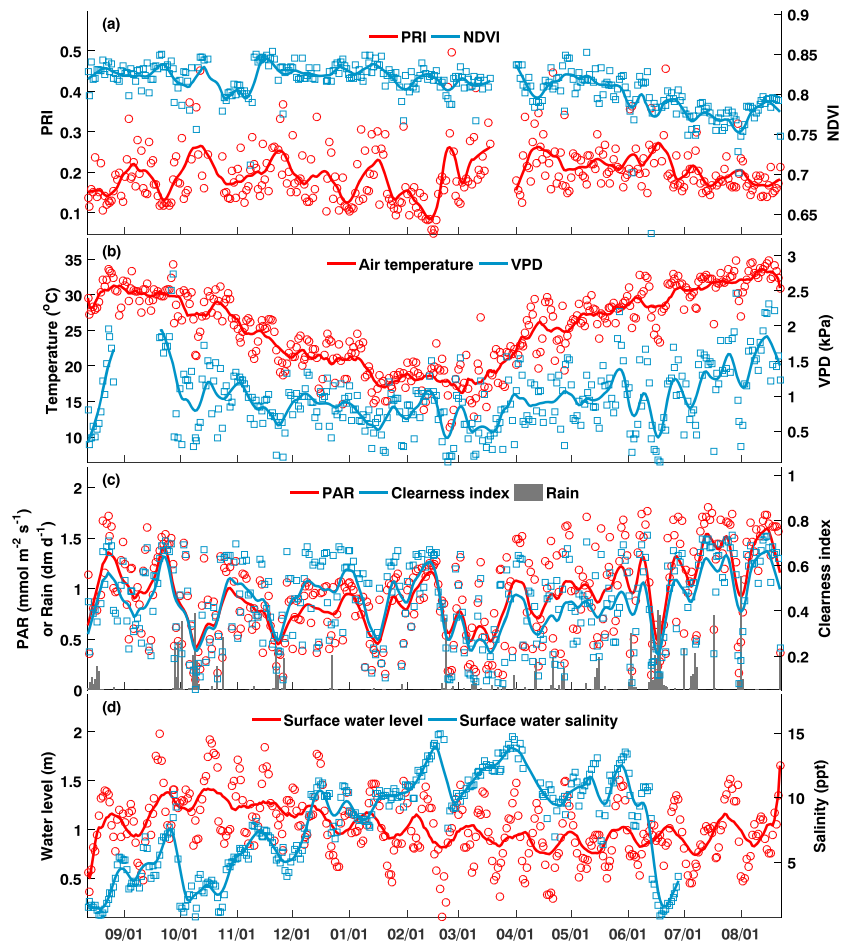 (a)
PRI NDVI
0.5
0.4
0.3
0.2
0.1
PRI
0.9
0.85
0.8
0.75
0.7
0.65
NDVI
(b)
Air temperature VPD
35
30
25
20
15
10
Temperature (°C)
3
2.5
2
1.5
1
0.5
VPD (kPa)
(c)
PAR Clearness index Rain
2
1.5
1
0.5
0
PAR (mmol m⁻² s⁻¹)
or Rain (dm d⁻¹)
1
0.8
0.6
0.4
0.2
Clearness index
(d)
Surface water level Surface water salinity
2
1.5
1
0.5
Water level (m)
15
10
5
Salinity (ppt)
09/01 10/01 11/01 12/01 01/01 02/01 03/01 04/01 05/01 06/01 07/01 08/01